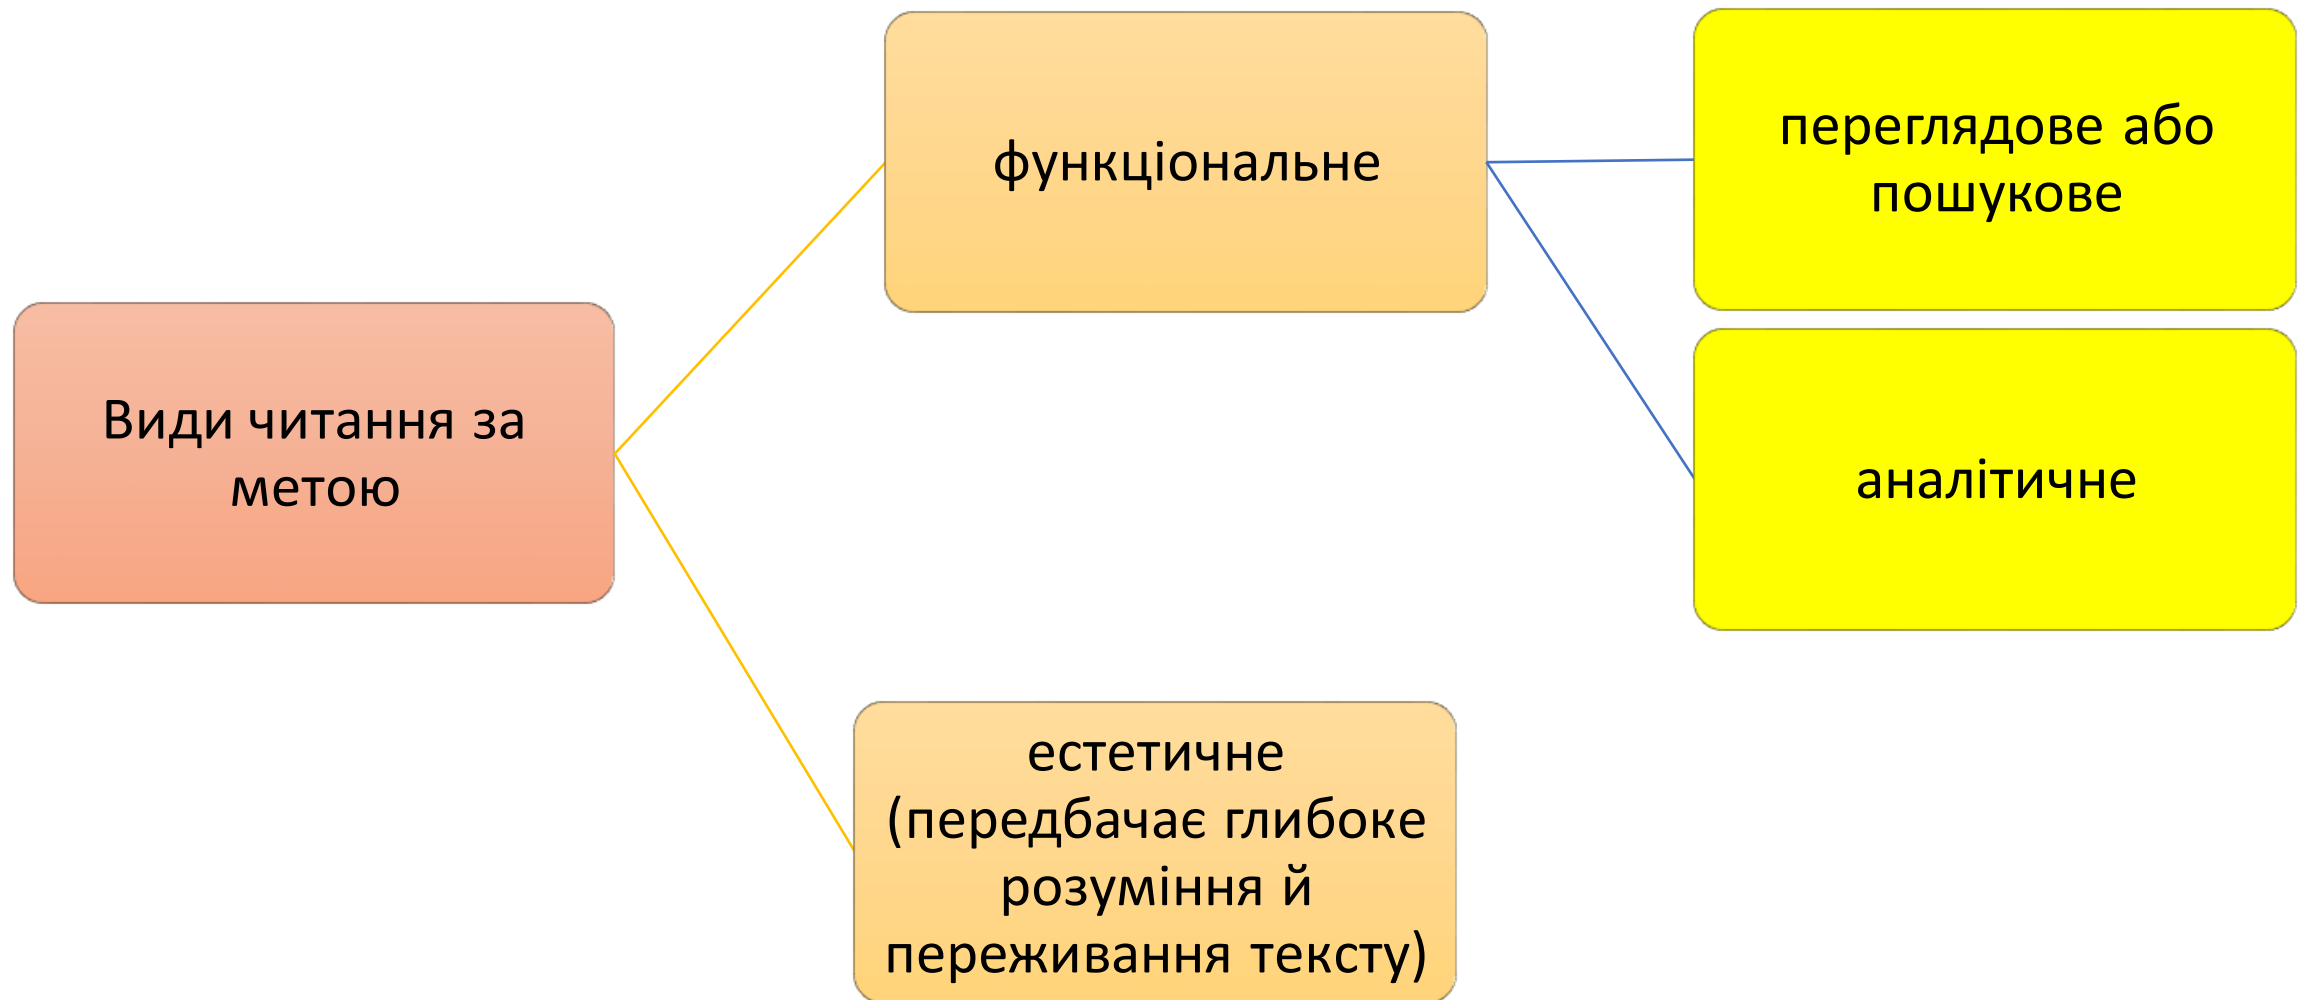 Види читання за
метою
функціональне
переглядове або
пошукове
аналітичне
естетичне
(передбачає глибоке
розуміння й
переживання тексту)